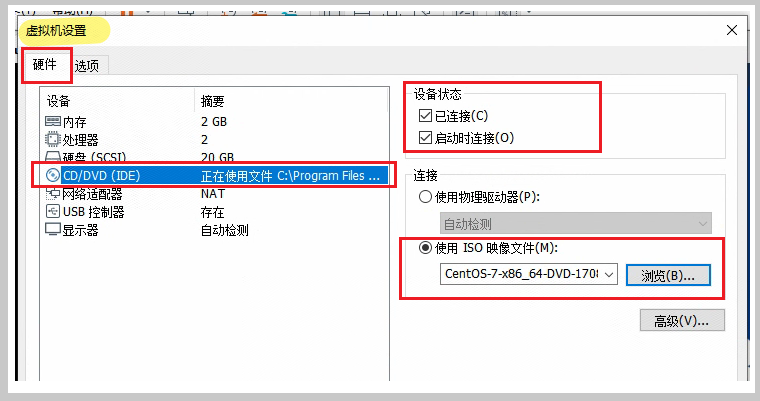 虚拟机设置
硬件 选项
设备 摘要
内存 2 GB
处理器 2
硬盘 (SCSI) 20 GB
CD/DVD (IDE) 正在使用文件 C:\Program Files ...
网络适配器 NAT
USB 控制器 存在
显示器 自动检测
设备状态
已连接(C)
启动时连接(O)
连接
使用物理驱动器(P):
自动检测
使用 ISO 映像文件(M):
CentOS-7-x86_64-DVD-1708
浏览(B)...
高级(V)...